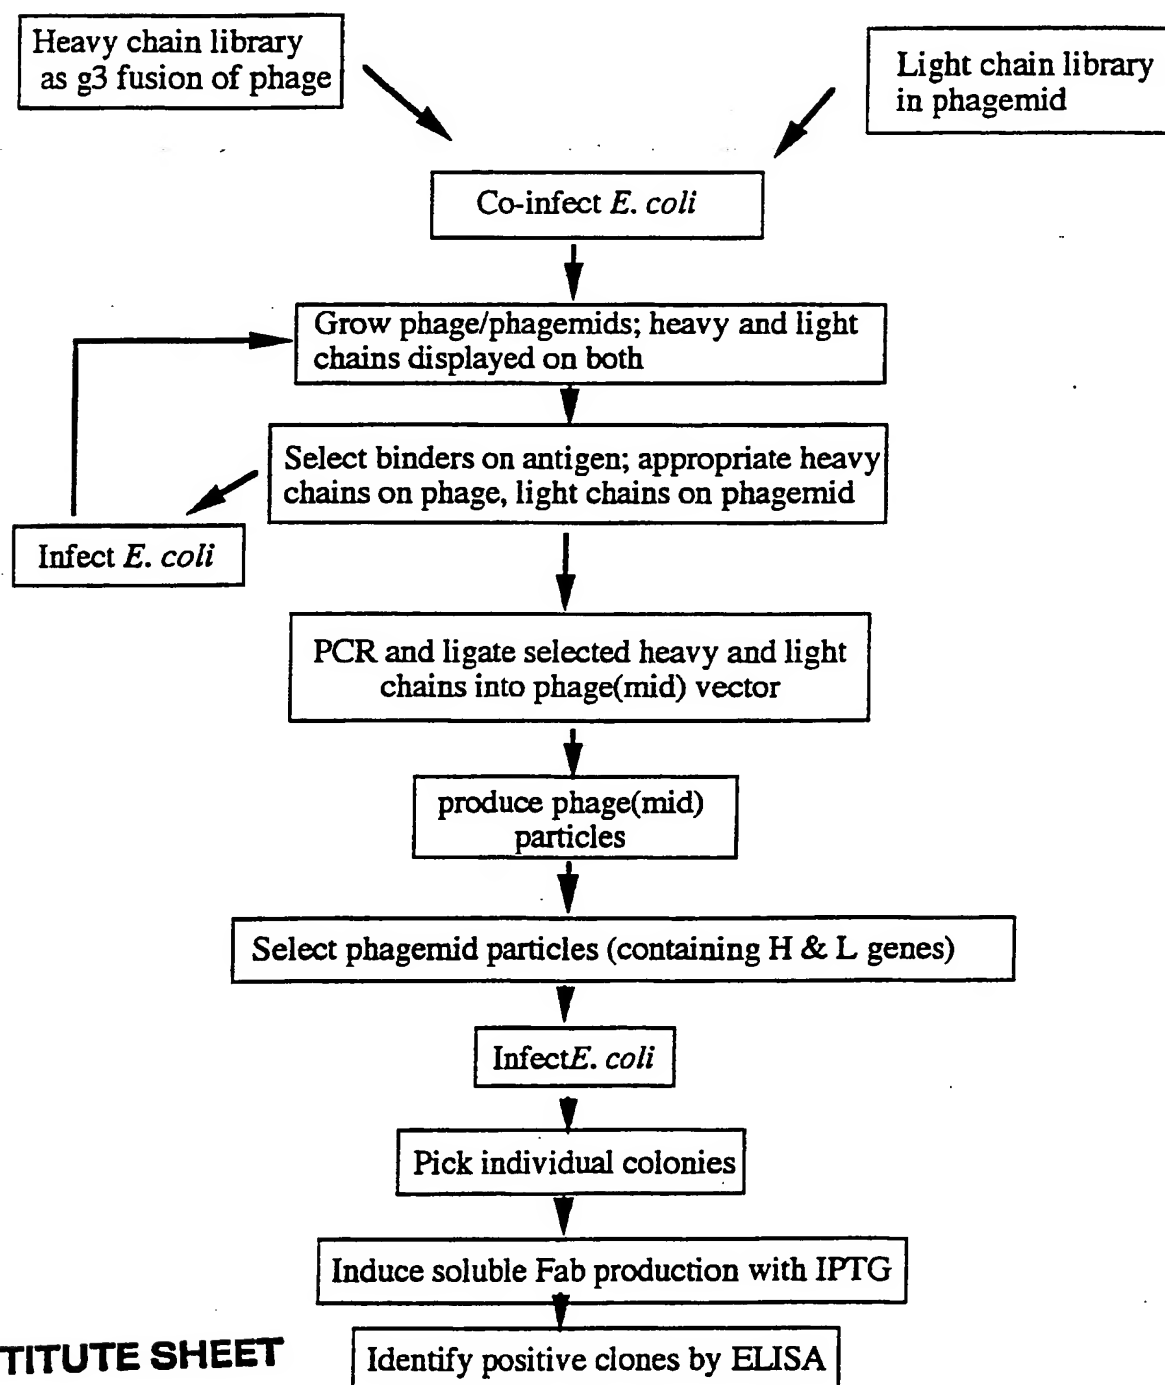 Heavy chain library
as g3 fusion of phage
Light chain library
in phagemid
Co-infect E. coli
Grow phage/phagemids; heavy and light
chains displayed on both
Select binders on antigen; appropriate heavy
chains on phage, light chains on phagemid
Infect E. coli
PCR and ligate selected heavy and light
chains into phage(mid) vector
produce phage(mid)
particles
Select phagemid particles (containing H & L genes)
InfectE. coli
Pick individual colonies
Induce soluble Fab production with IPTG
Identify positive clones by ELISA
TITUTE SHEET